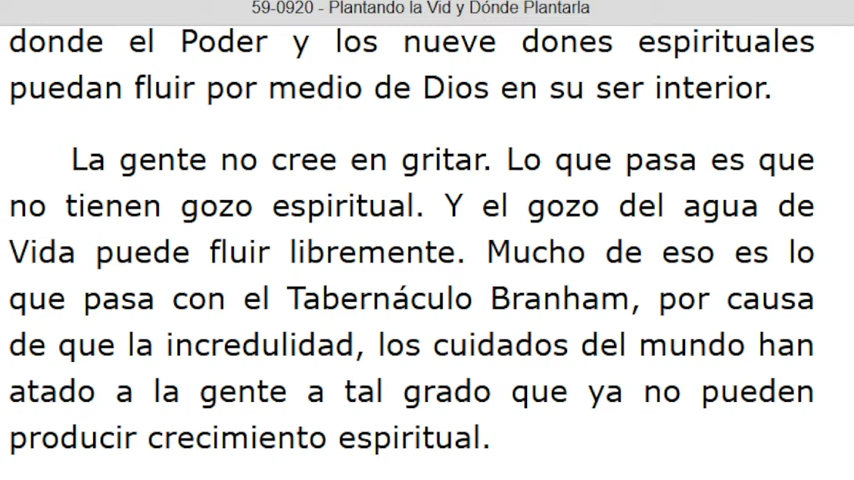 59-0920 - Plantando la Vid y Dónde Plantarla
donde el Poder y los nueve dones espirituales
puedan fluir por medio de Dios en su ser interior.
La gente no cree en gritar. Lo que pasa es que
no tienen gozo espiritual. Y el gozo del agua de
Vida puede fluir libremente. Mucho de eso es lo
que pasa con el Tabernáculo Branham, por causa
de que la incredulidad, los cuidados del mundo han
atado a la gente a tal grado que ya no pueden
producir crecimiento espiritual.